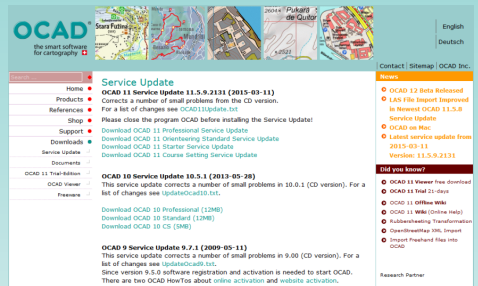 OCAD
the smart software
for cartography
Stara Fužina
2604
Pukará
de Quitor
English
Deutsch
Contact | Sitemap | OCAD Inc.
Search ...
Home
Products
References
Shop
Support
Downloads
Service Update
Documents
OCAD 11 Trial-Edition
OCAD Viewer
Freeware
Service Update
OCAD 11 Service Update 11.5.9.2131 (2015-03-11)
Corrects a number of small problems from the CD version.
For a list of changes see OCAD11Update.txt
Please close the program OCAD before installing the Service Update!
Download OCAD 11 Professional Service Update
Download OCAD 11 Orienteering Standard Service Update
Download OCAD 11 Starter Service Update
Download OCAD 11 Course Setting Service Update
OCAD 10 Service Update 10.5.1 (2013-05-28)
This service update corrects a number of small problems in 10.0.1 (CD version). For a
list of changes see UpdateOcad10.txt.
Download OCAD 10 Professional (12MB)
Download OCAD 10 Standard (12MB)
Download OCAD 10 CS (5MB)
OCAD 9 Service Update 9.7.1 (2009-05-11)
This service update corrects a number of small problems in 9.00 (CD version). For a
list of changes see UpdateOcad9.txt.
Since version 9.5.0 software registration and activation is needed to start OCAD.
There are two OCAD HowTos about online activation and website activation.
News
OCAD 12 Beta Released
LAS File Import Improved
in Newest OCAD 11.5.8
Service Update
OCAD on Mac
Latest service update from
2015-03-11
Version: 11.5.9.2131
Did you know?
OCAD 11 Viewer free download
OCAD 11 Trial 21-days
OCAD 11 Offline Wiki
OCAD 11 Wiki (Online Help)
Rubbersheeting Transformation
OpenStreetMap XML Import
Import Freehand files into
OCAD
Research Partner